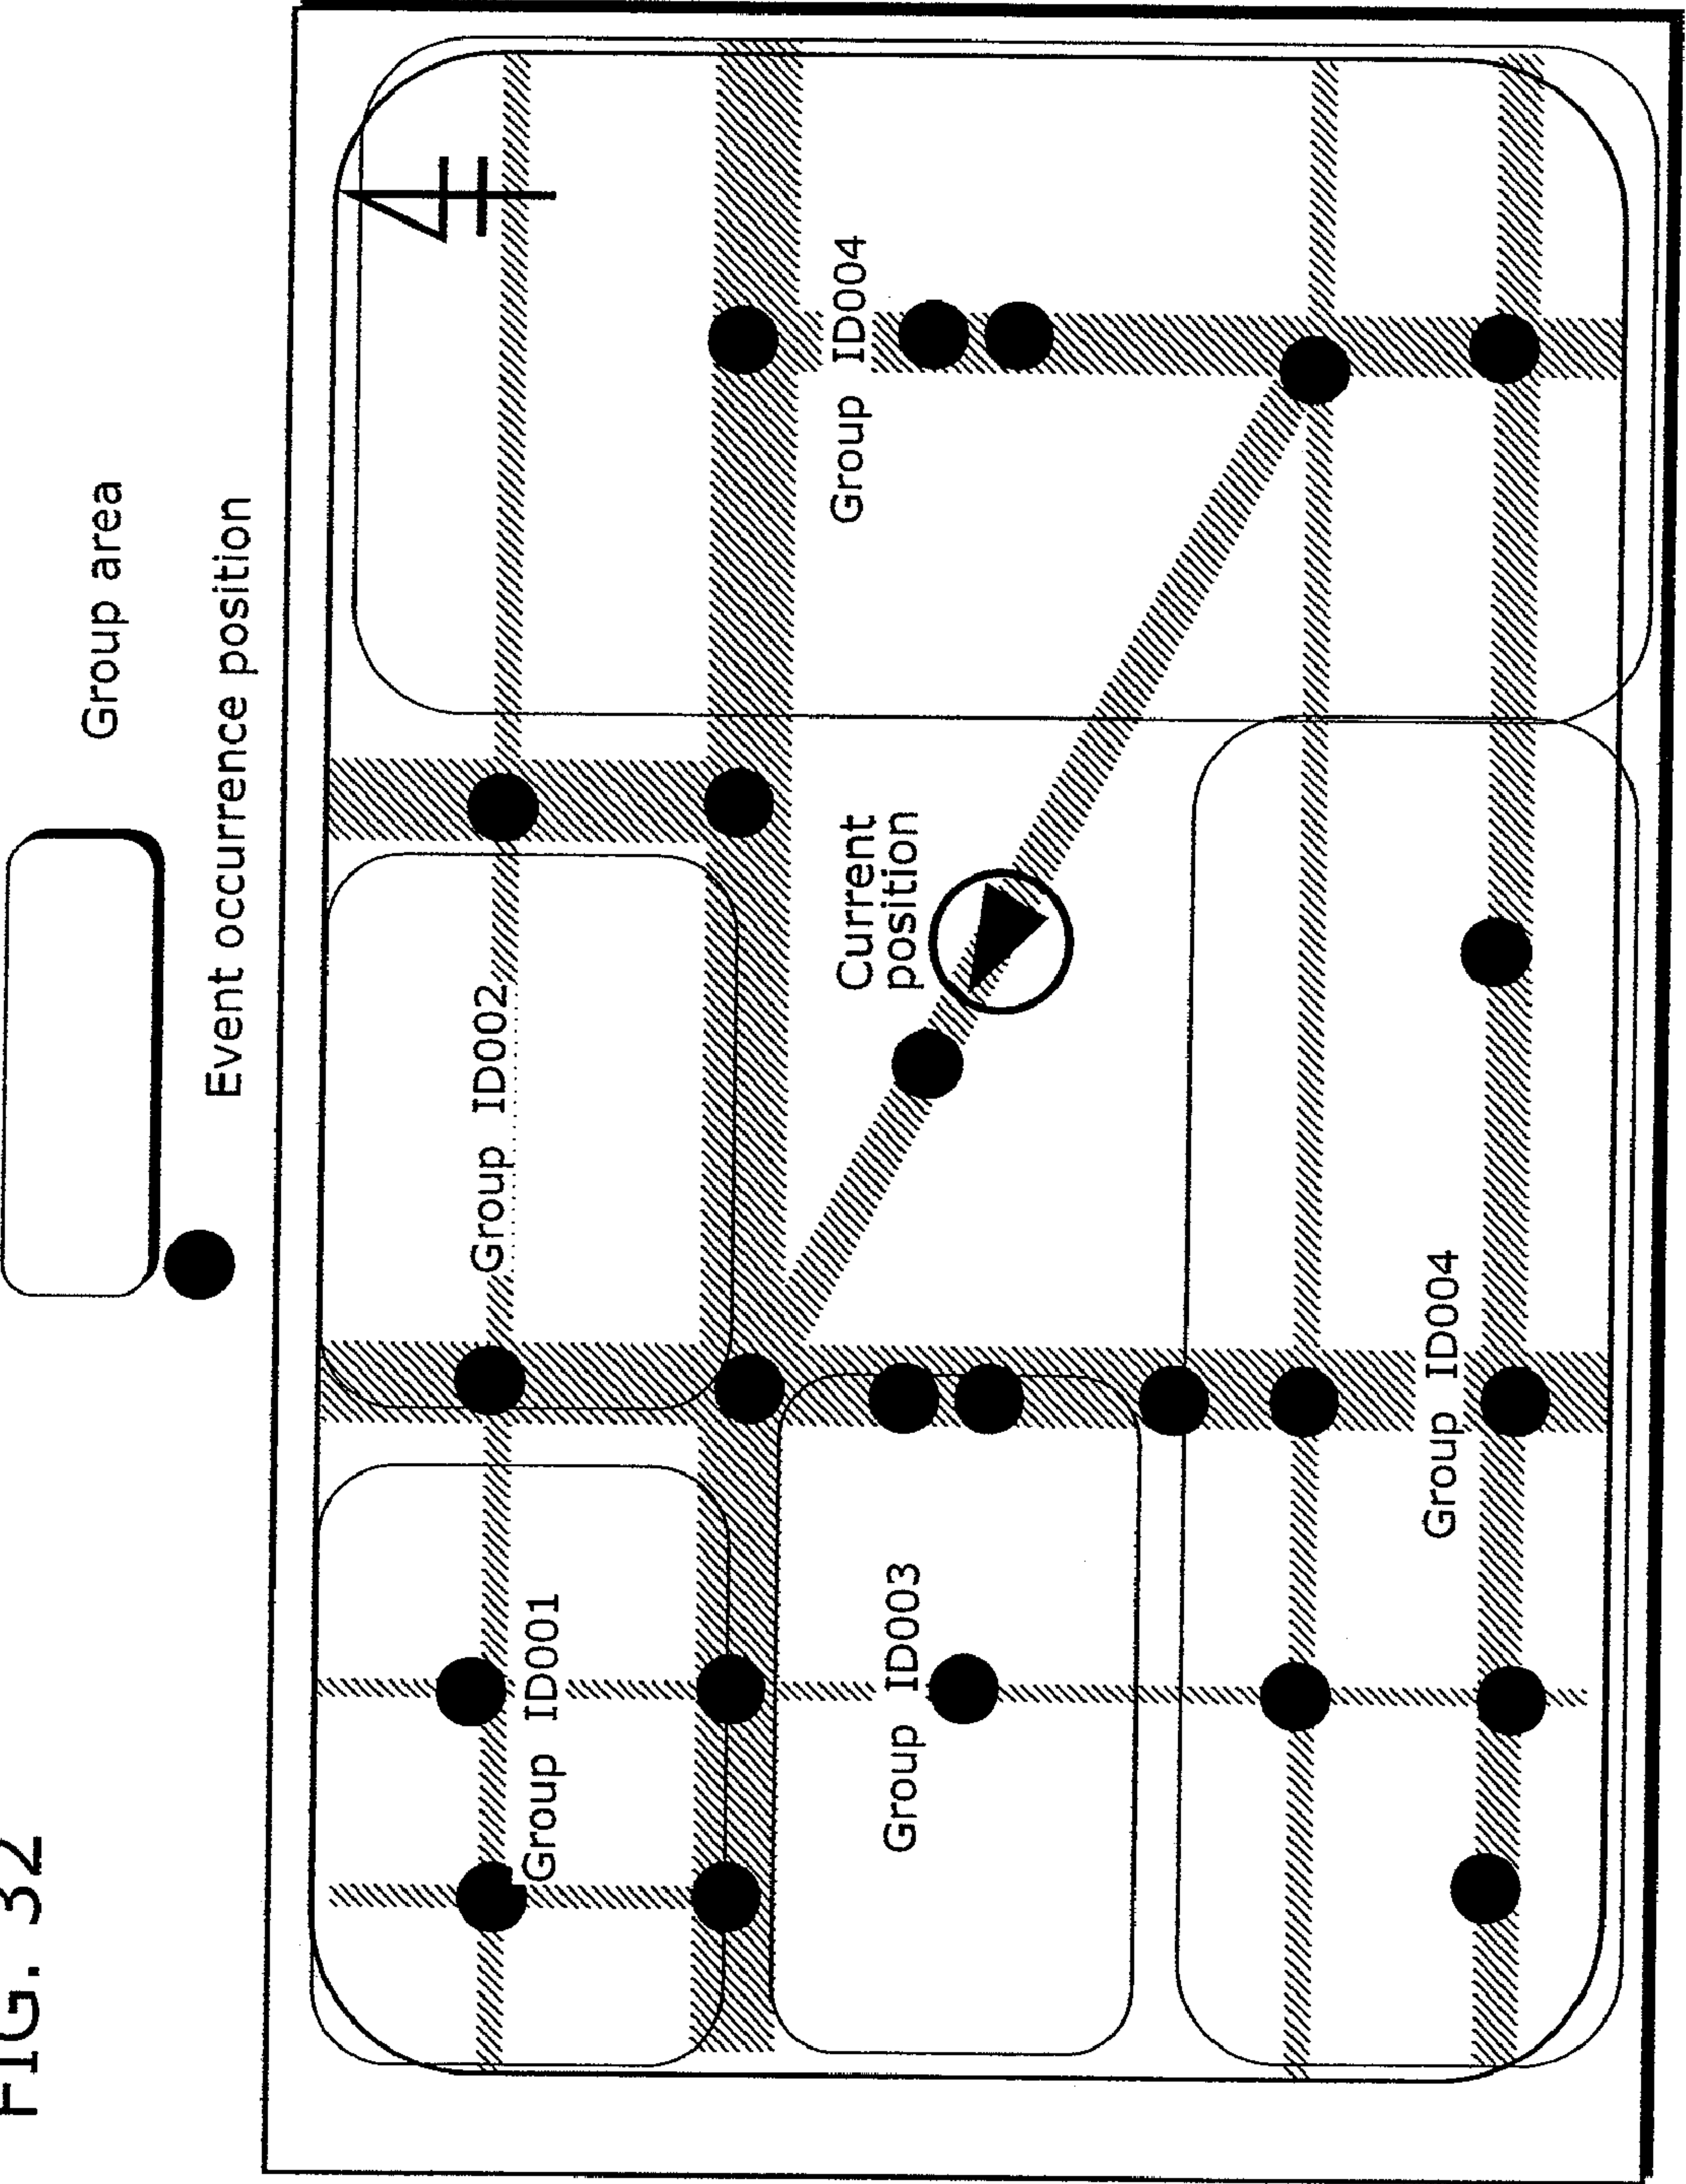 FIG. 32
Group area
Event occurrence position
Group ID001
Group ID002
Group ID003
Current
position
Group ID004
Group ID004